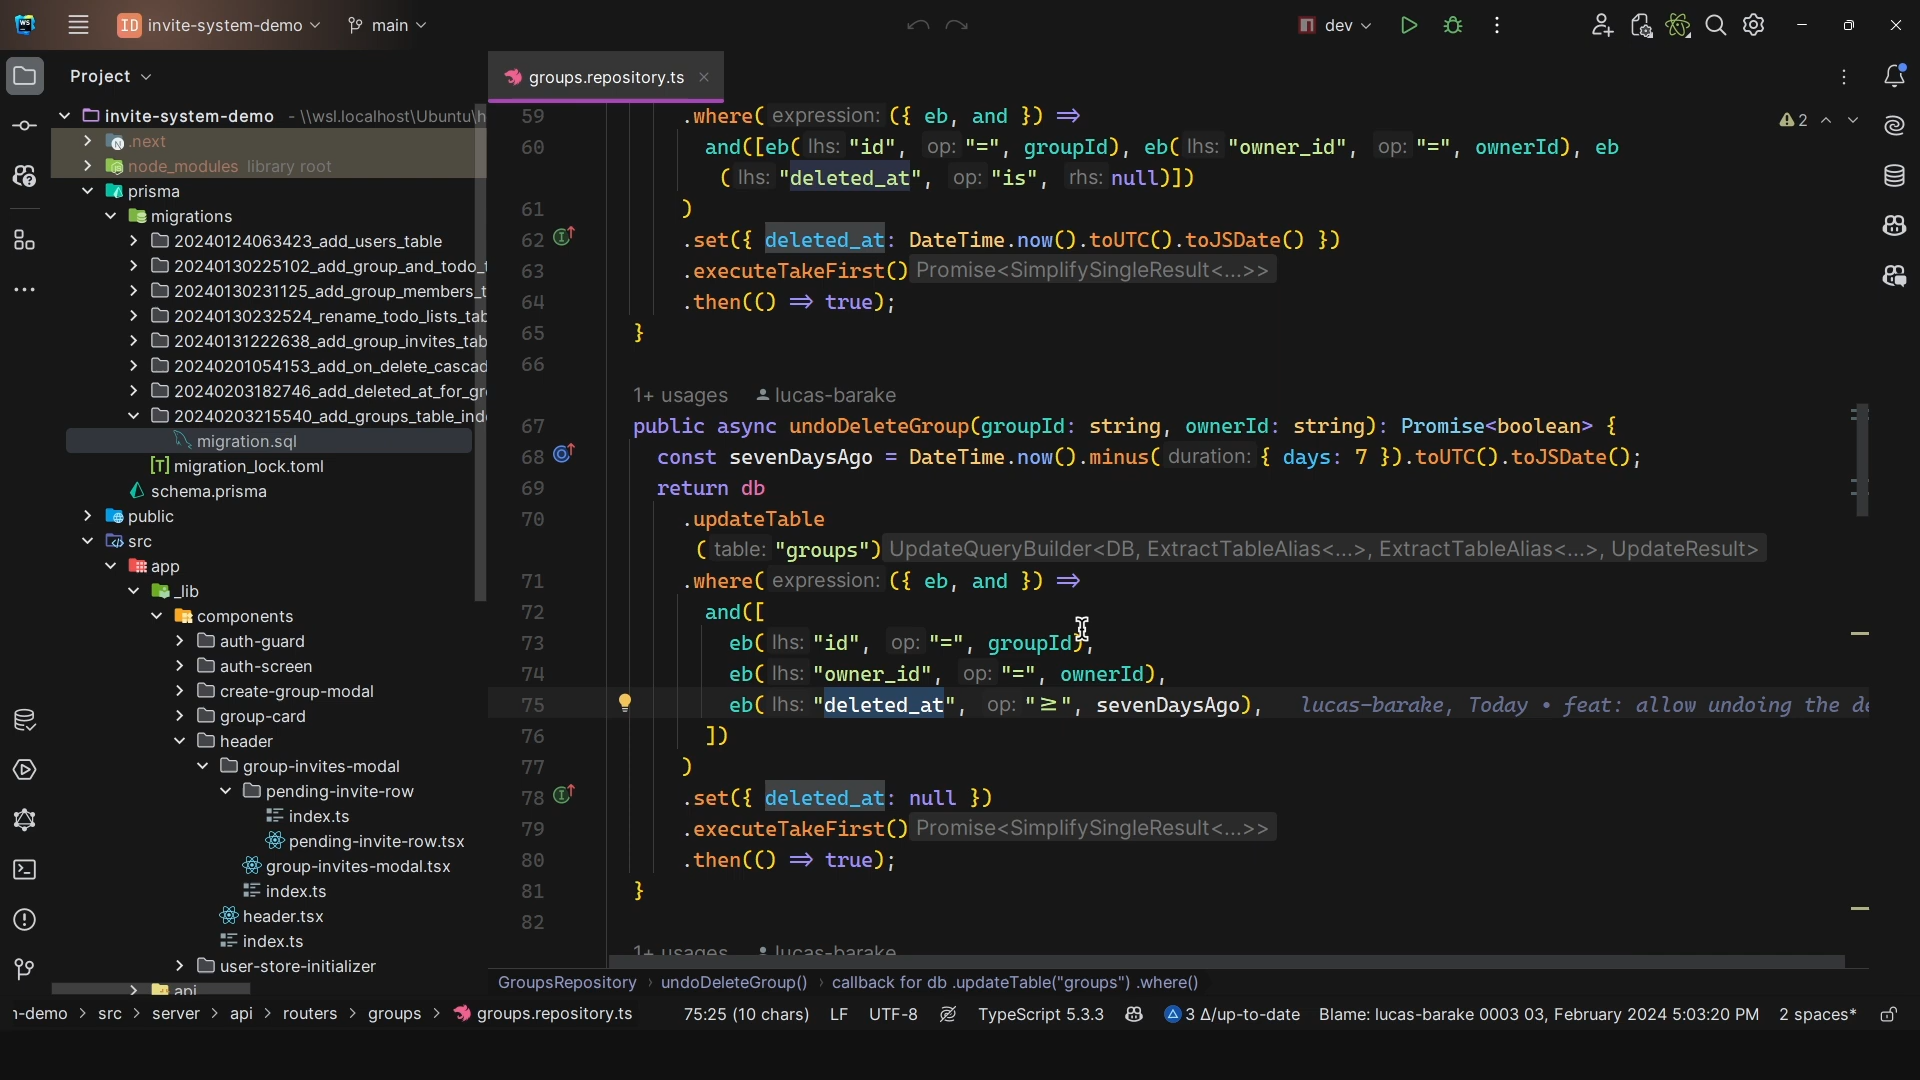 WS
ID invite-system-demo
main
dev
Project
invite-system-demo - \\wsl.localhost\Ubuntu\h
.next
node_modules library root
prisma
migrations
20240124063423_add_users_table
20240130225102_add_group_and_todo_
20240130231125_add_group_members_t
20240130232524_rename_todo_lists_tab
20240131222638_add_group_invites_tab
20240201054153_add_on_delete_cascad
20240203182746_add_deleted_at_for_gr
20240203215540_add_groups_table_ind
migration.sql
[T] migration_lock.toml
schema.prisma
public
src
app
_lib
components
auth-guard
auth-screen
create-group-modal
group-card
header
group-invites-modal
pending-invite-row
index.ts
pending-invite-row.tsx
group-invites-modal.tsx
index.ts
header.tsx
index.ts
user-store-initializer
api
groups.repository.ts
2
59 .where( expression: ({ eb, and }) ⇒
60 and([eb( lhs: "id", op: "=", groupId), eb( lhs: "owner_id", op: "=", ownerId), eb
( lhs: "deleted_at", op: "is", rhs: null)])
61 )
62 .set({ deleted_at: DateTime.now().toUTC().toJSDate() })
63 .executeTakeFirst() Promise<SimplifySingleResult<...>>
64 .then(() ⇒ true);
65 }
66
1+ usages lucas-barake
67 public async undoDeleteGroup(groupId: string, ownerId: string): Promise<boolean> {
68 const sevenDaysAgo = DateTime.now().minus( duration: { days: 7 }).toUTC().toJSDate();
69 return db
70 .updateTable
( table: "groups") UpdateQueryBuilder<DB, ExtractTableAlias<...>, ExtractTableAlias<...>, UpdateResult>
71 .where( expression: ({ eb, and }) ⇒
72 and([
73 eb( lhs: "id", op: "=", groupId),
74 eb( lhs: "owner_id", op: "=", ownerId),
75 eb( lhs: "deleted_at", op: "≥", sevenDaysAgo), lucas-barake, Today • feat: allow undoing the de
76 ])
77 )
78 .set({ deleted_at: null })
79 .executeTakeFirst() Promise<SimplifySingleResult<...>>
80 .then(() ⇒ true);
81 }
82
1+ usages lucas-barake
GroupsRepository › undoDeleteGroup() › callback for db .updateTable("groups") .where()
-demo > src > server > api > routers > groups > groups.repository.ts
75:25 (10 chars) LF UTF-8 TypeScript 5.3.3 3 Δ/up-to-date Blame: lucas-barake 0003 03, February 2024 5:03:20 PM 2 spaces*